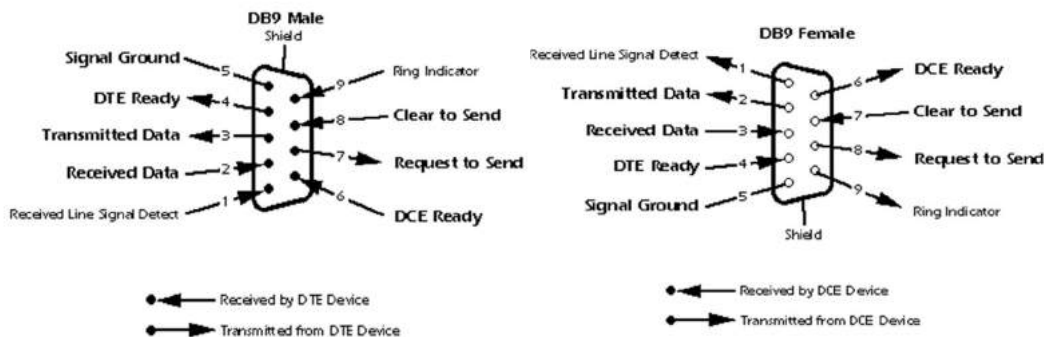 DB9 Male
Shield
Signal Ground
5
9
Ring Indicator
DTE Ready
4
8
Clear to Send
Transmitted Data
3
7
Request to Send
Received Data
2
6
DCE Ready
Received Line Signal Detect
1
Received by DTE Device
Transmitted from DTE Device
DB9 Female
Received Line Signal Detect
1
6
DCE Ready
Transmitted Data
2
7
Clear to Send
Received Data
3
8
Request to Send
DTE Ready
4
9
Ring Indicator
Signal Ground
5
Shield
Received by DCE Device
Transmitted from DCE Device